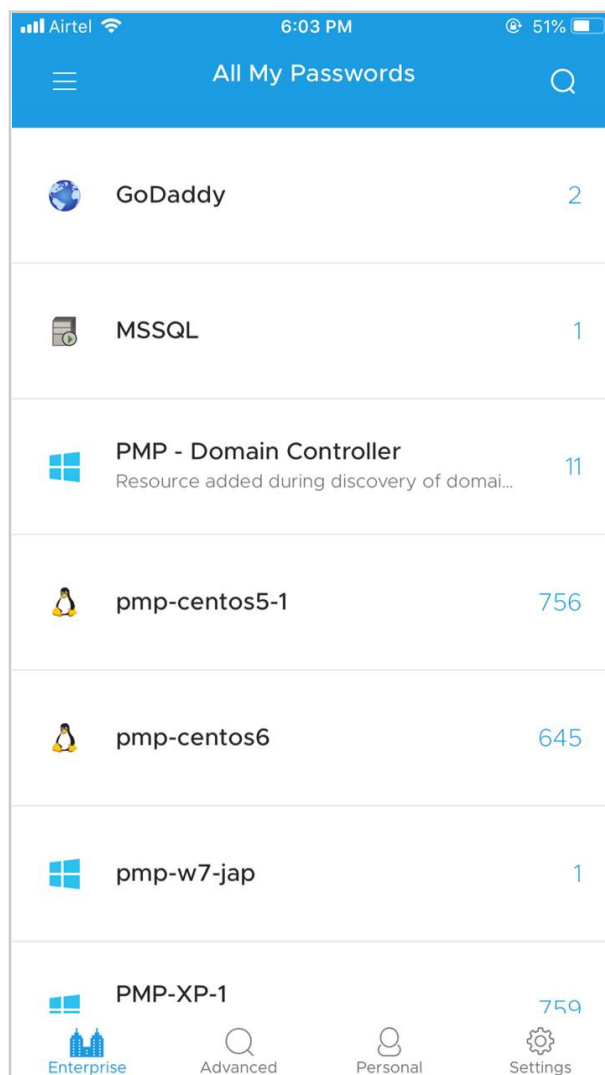 Airtel 6:03 PM 51%
All My Passwords
GoDaddy 2
MSSQL 1
PMP - Domain Controller 11
Resource added during discovery of domai...
pmp-centos5-1 756
pmp-centos6 645
pmp-w7-jap 1
PMP-XP-1 759
Enterprise Advanced Personal Settings